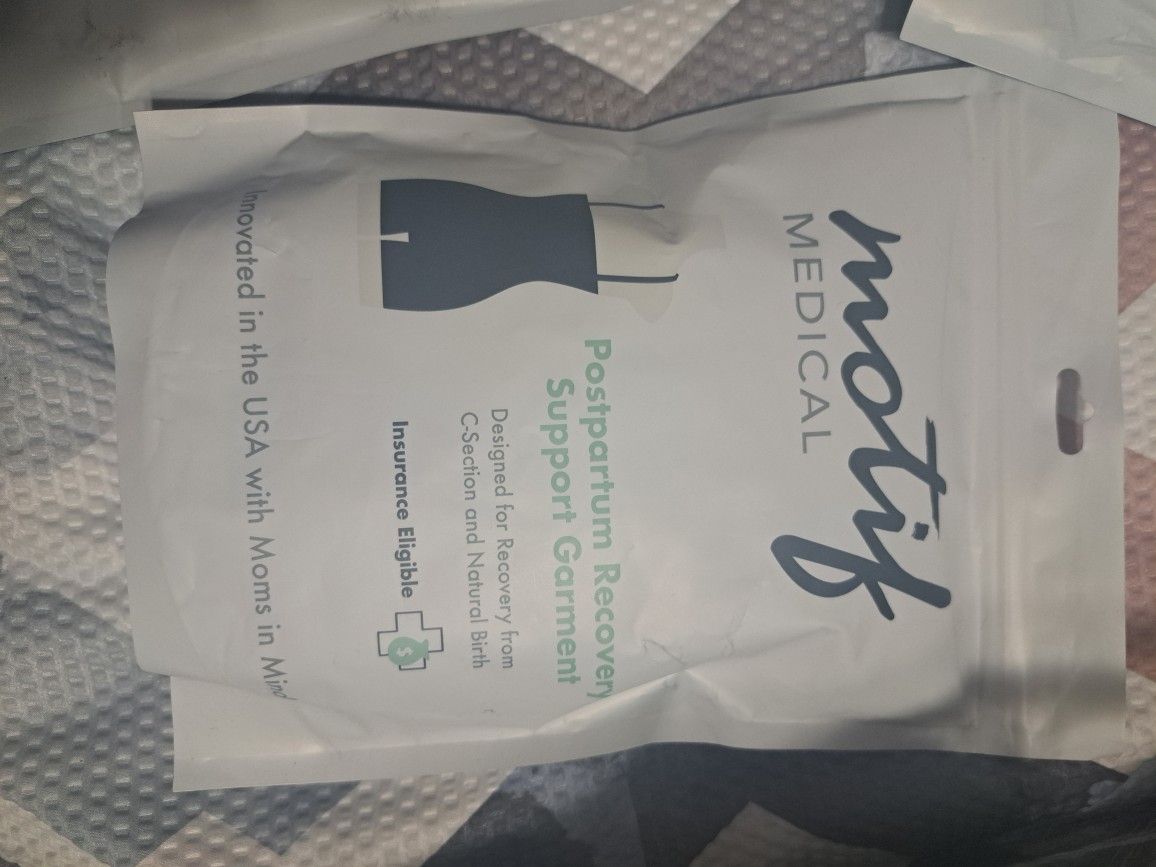 motif
MEDICAL
Postpartum Recovery
Support Garment
Designed for Recovery from
C-Section and Natural Birth
Insurance Eligible
$
Innovated in the USA with Moms in Mind